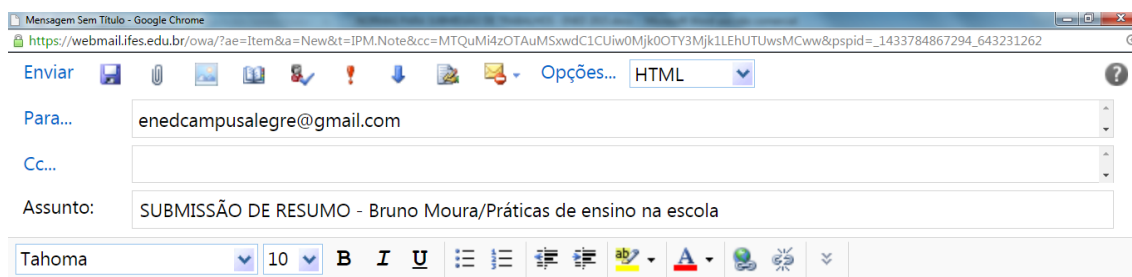 Mensagem Sem Título - Google Chrome
https://webmail.ifes.edu.br/owa/?ae=Item&a=New&t=IPM.Note&cc=MTQuMi4zOTAuMSxwdC1CUiw0Mjk0OTY3Mjk1LEhUTUwsMCww&pspid=_1433784867294_643231262
Enviar Opções... HTML
Para... enedcampusalegre@gmail.com
Cc...
Assunto: SUBMISSÃO DE RESUMO - Bruno Moura/Práticas de ensino na escola
Tahoma 10 B I U ab A